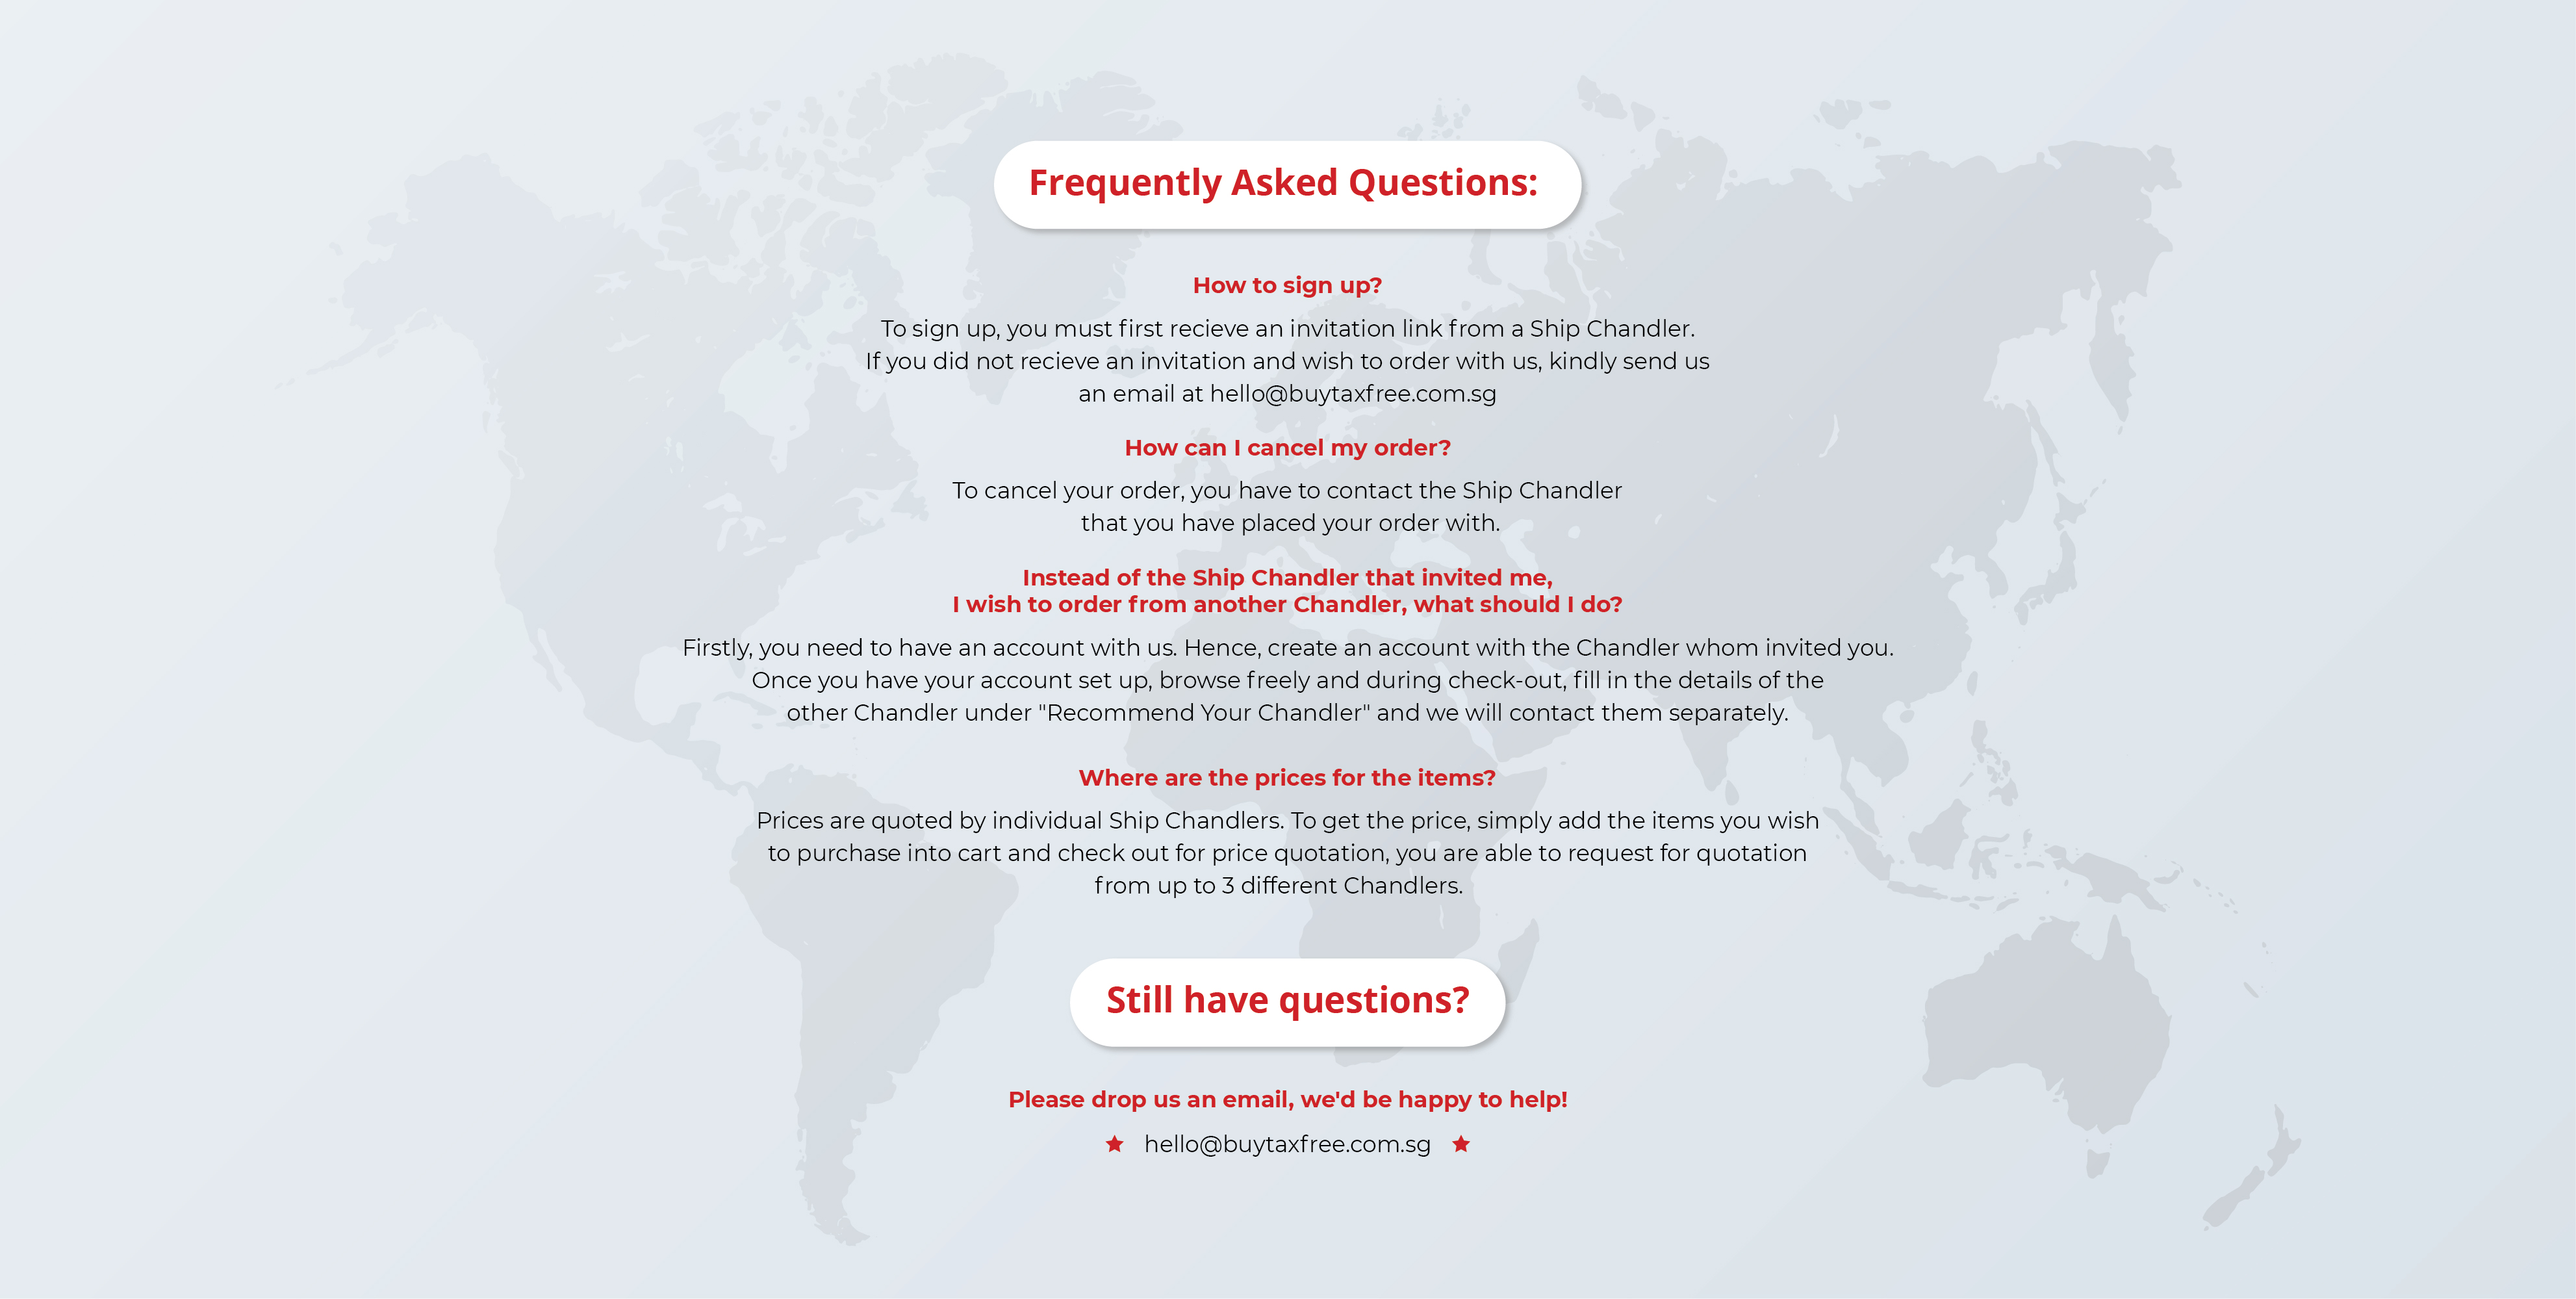 Frequently Asked Questions:
How to sign up?
To sign up, you must first recieve an invitation link from a Ship Chandler.
If you did not recieve an invitation and wish to order with us, kindly send us
an email at hello@buytaxfree.com.sg
How can I cancel my order?
To cancel your order, you have to contact the Ship Chandler
that you have placed your order with.
Instead of the Ship Chandler that invited me,
I wish to order from another Chandler, what should I do?
Firstly, you need to have an account with us. Hence, create an account with the Chandler whom invited you.
Once you have your account set up, browse freely and during check-out, fill in the details of the
other Chandler under "Recommend Your Chandler" and we will contact them separately.
Where are the prices for the items?
Prices are quoted by individual Ship Chandlers. To get the price, simply add the items you wish
to purchase into cart and check out for price quotation, you are able to request for quotation
from up to 3 different Chandlers.
Still have questions?
Please drop us an email, we'd be happy to help!
★ hello@buytaxfree.com.sg ★